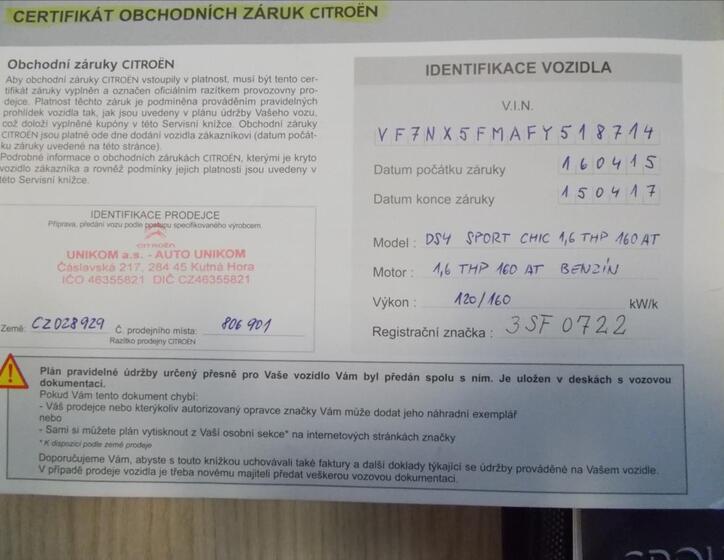 CERTIFIKÁT OBCHODNÍCH ZÁRUK CITROËN
Obchodní záruky CITROËN
Aby obchodní záruky CITROËN vstoupily v platnost, musí být tento cer-
tifikát záruky vyplněn a označen oficiálním razítkem provozovny pro-
dejce. Platnost těchto záruk je podmíněna prováděním pravidelných
prohlídek vozidla tak, jak jsou uvedeny v plánu údržby Vašeho vozu,
což doloží vyplněné kupóny v této Servisní knížce. Obchodní záruky
CITROËN jsou platné ode dne dodání vozidla zákazníkovi (datum počát-
ku záruky uvedené na této stránce).
Podrobné informace o obchodních zárukách CITROËN, kterými je kryto
vozidlo zákazníka a rovněž podmínky jejich platnosti jsou uvedeny v
této Servisní knížce.
IDENTIFIKACE PRODEJCE
Příprava, předání vozu podle postupu specifikovaného výrobcem.
CITROËN
UNIKOM a.s. - AUTO UNIKOM
Čáslavská 217, 284 45 Kutná Hora
IČO 46355821 DIČ CZ46355821
Země: CZ028929 Č. prodejního místa: 806901
Razítko prodejny CITROËN
IDENTIFIKACE VOZIDLA
V.I.N.
VF7NX5FMAFY518714
Datum počátku záruky 160415
Datum konce záruky 150417
Model : DS4 SPORT CHIC 1,6 THP 160 AT
Motor : 1,6 THP 160 AT BENZÍN
Výkon : 120/160 kW/k
Registrační značka : 3SF 0722
Plán pravidelné údržby určený přesně pro Vaše vozidlo Vám byl předán spolu s ním. Je uložen v deskách s vozovou
dokumentací.
Pokud Vám tento dokument chybí:
- Váš prodejce nebo kterýkoliv autorizovaný opravce značky Vám může dodat jeho náhradní exemplář
nebo
- Sami si můžete plán vytisknout z Vaší osobní sekce* na internetových stránkách značky
* K dispozici podle země prodeje
Doporučujeme Vám, abyste s touto knížkou uchovávali také faktury a další doklady týkající se údržby prováděné na Vašem vozidle.
V případě prodeje vozidla je třeba novému majiteli předat veškerou vozovou dokumentaci.